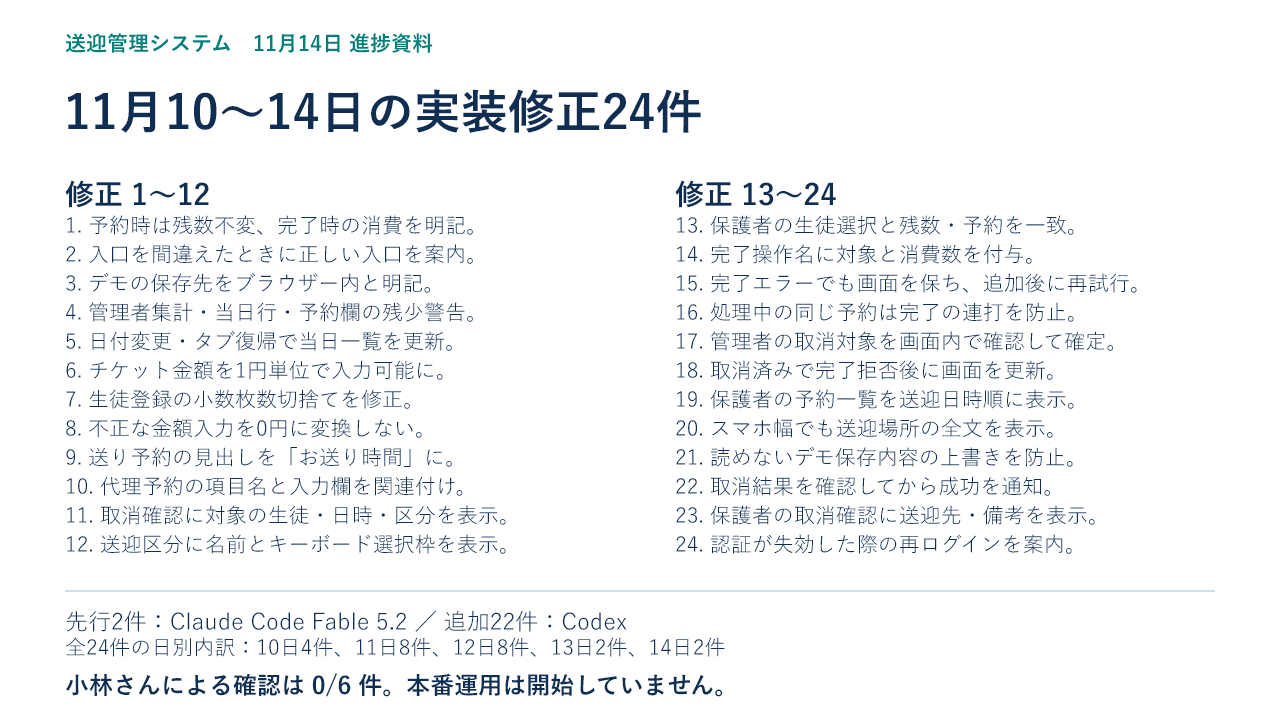 送迎管理システム　11月14日 進捗資料
11月10〜14日の実装修正24件
修正 1〜12
1. 予約時は残数不変、完了時の消費を明記。
2. 入口を間違えたときに正しい入口を案内。
3. デモの保存先をブラウザー内と明記。
4. 管理者集計・当日行・予約欄の残少警告。
5. 日付変更・タブ復帰で当日一覧を更新。
6. チケット金額を1円単位で入力可能に。
7. 生徒登録の小数枚数切捨てを修正。
8. 不正な金額入力を0円に変換しない。
9. 送り予約の見出しを「お送り時間」に。
10. 代理予約の項目名と入力欄を関連付け。
11. 取消確認に対象の生徒・日時・区分を表示。
12. 送迎区分に名前とキーボード選択枠を表示。
修正 13〜24
13. 保護者の生徒選択と残数・予約を一致。
14. 完了操作名に対象と消費数を付与。
15. 完了エラーでも画面を保ち、追加後に再試行。
16. 処理中の同じ予約は完了の連打を防止。
17. 管理者の取消対象を画面内で確認して確定。
18. 取消済みで完了拒否後に画面を更新。
19. 保護者の予約一覧を送迎日時順に表示。
20. スマホ幅でも送迎場所の全文を表示。
21. 読めないデモ保存内容の上書きを防止。
22. 取消結果を確認してから成功を通知。
23. 保護者の取消確認に送迎先・備考を表示。
24. 認証が失効した際の再ログインを案内。
先行2件：Claude Code Fable 5.2 ／ 追加22件：Codex
全24件の日別内訳：10日4件、11日8件、12日8件、13日2件、14日2件
小林さんによる確認は 0/6 件。本番運用は開始していません。